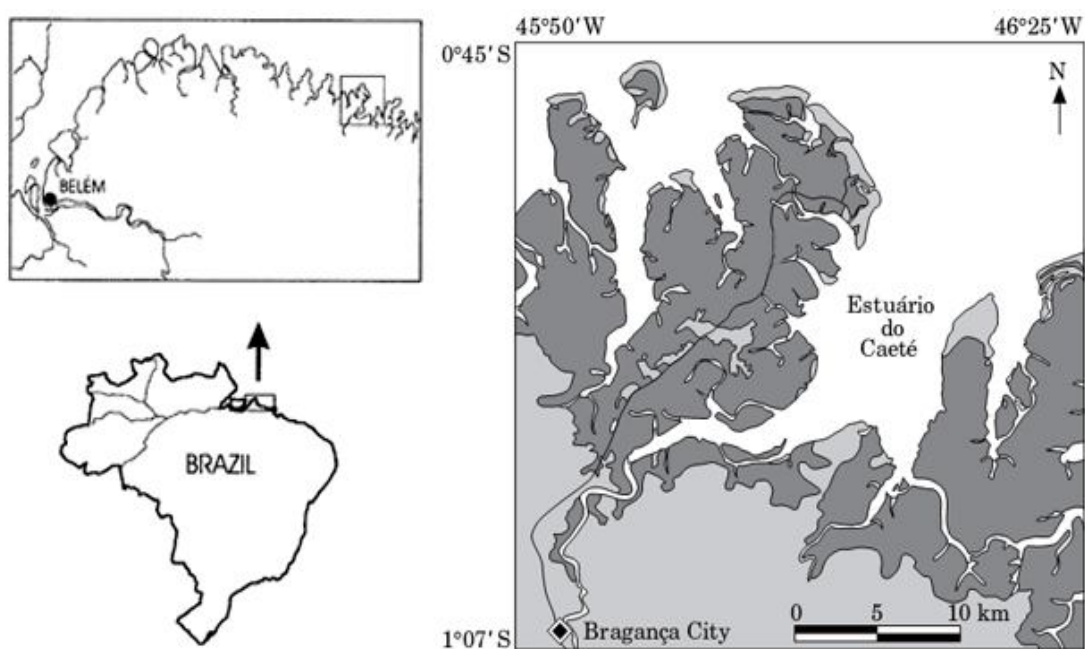 BELÉM
BRAZIL
45°50′ W
46°25′ W
0°45′ S
N
Estuário
do
Caeté
0
5
10 km
1°07′ S
Bragança City